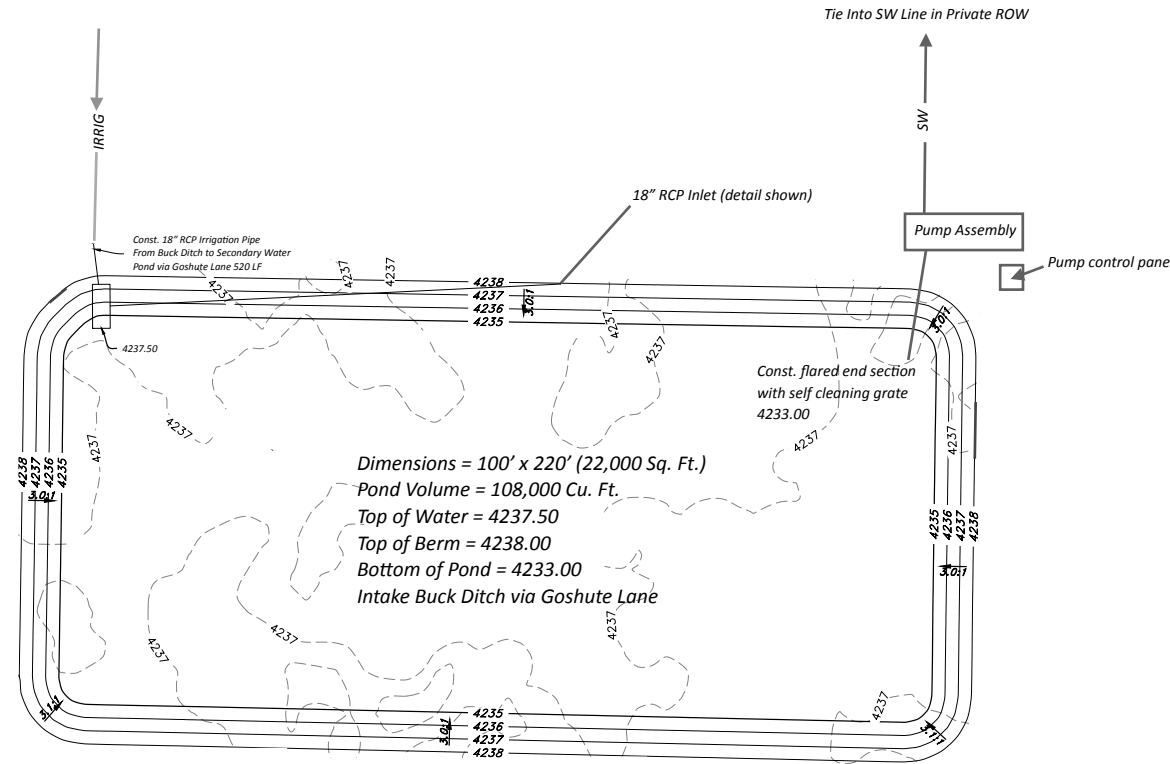 Tie Into SW Line in Private ROW
IRRIG
SW
18" RCP Inlet (detail shown)
Pump Assembly
Const. 18" RCP Irrigation Pipe
From Buck Ditch to Secondary Water
Pond via Goshute Lane 520 LF
Pump control pane
4237
4237
4237
4238
4237
4236
4235
3.0:1
3.0:1
4237
4237
4237.50
Const. flared end section
with self cleaning grate
4233.00
4237
4237
4237
4237
4238
4237
4236
4235
3.0:1
Dimensions = 100' x 220' (22,000 Sq. Ft.)
Pond Volume = 108,000 Cu. Ft.
Top of Water = 4237.50
Top of Berm = 4238.00
Bottom of Pond = 4233.00
Intake Buck Ditch via Goshute Lane
4235
4236
4237
4238
3.0:1
4237
4237
4237
4237
3.1:1
4235
4236
4237
4238
3.0:1
3.1:1